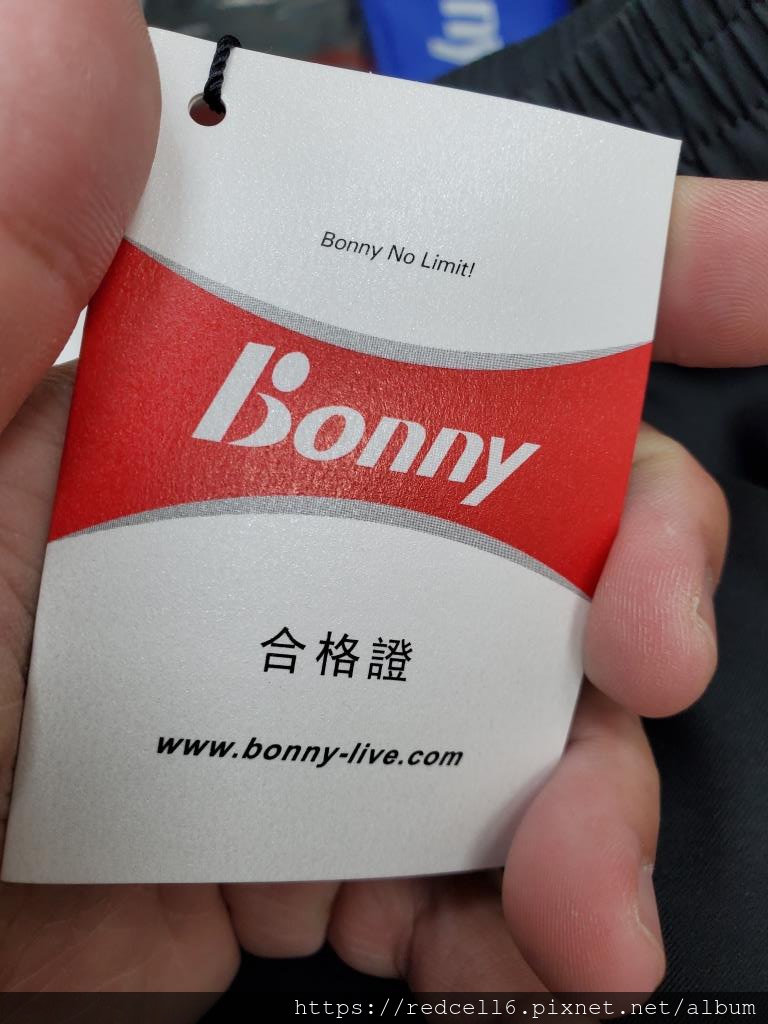 Bonny No Limit!
Bonny
合格證
www.bonny-live.com
https://redcell6.pixnet.net/album